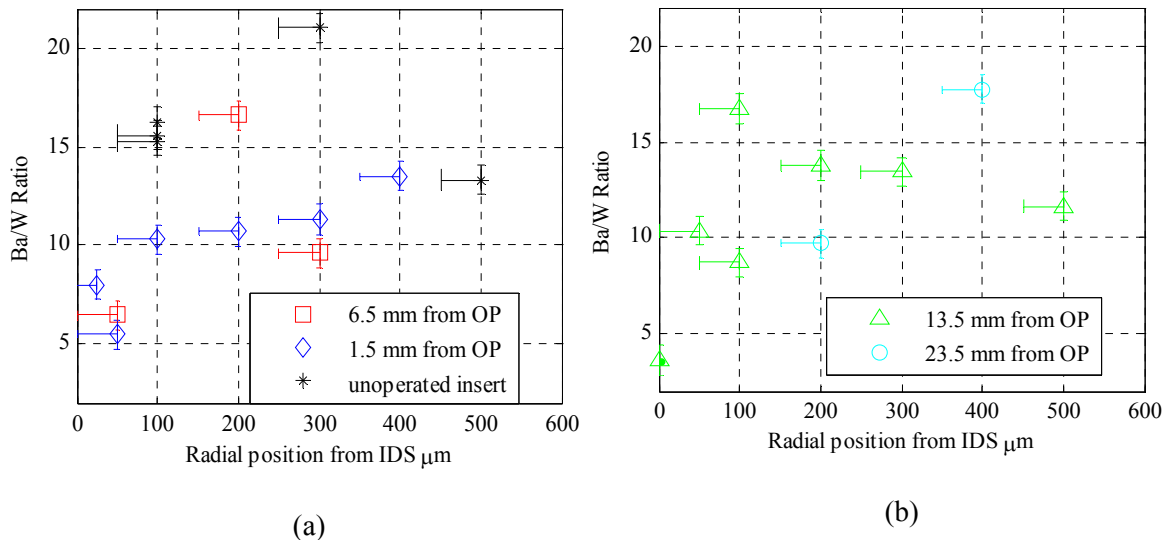 20
15
10
5
Ba/W Ratio
6.5 mm from OP
1.5 mm from OP
unoperated insert
0 100 200 300 400 500 600
Radial position from IDS μm
(a)
20
15
10
5
Ba/W Ratio
13.5 mm from OP
23.5 mm from OP
0 100 200 300 400 500 600
Radial position from IDS μm
(b)